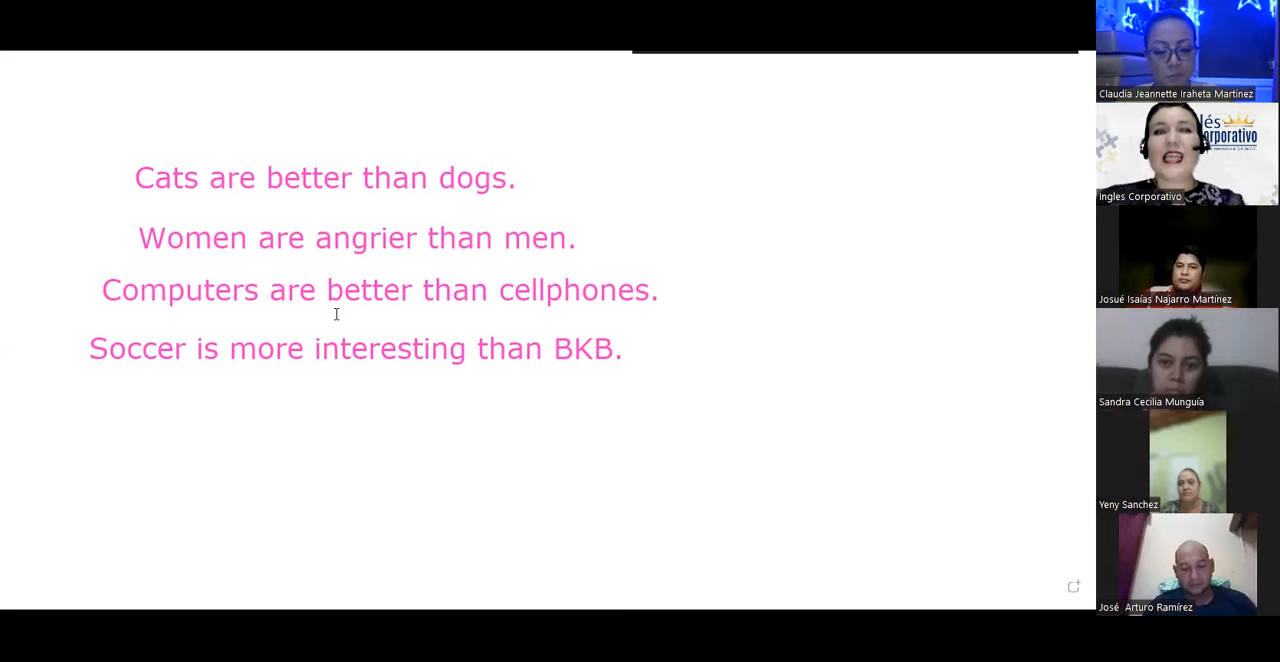 Cats are better than dogs.
Women are angrier than men.
Computers are better than cellphones.
Soccer is more interesting than BKB.
Claudia Jeannette Iraheta Martinez
lés
orporativo
Ingles Corporativo
Josué Isaías Najarro Martínez
Sandra Cecilia Munguía
Yeny Sanchez
José Arturo Ramírez